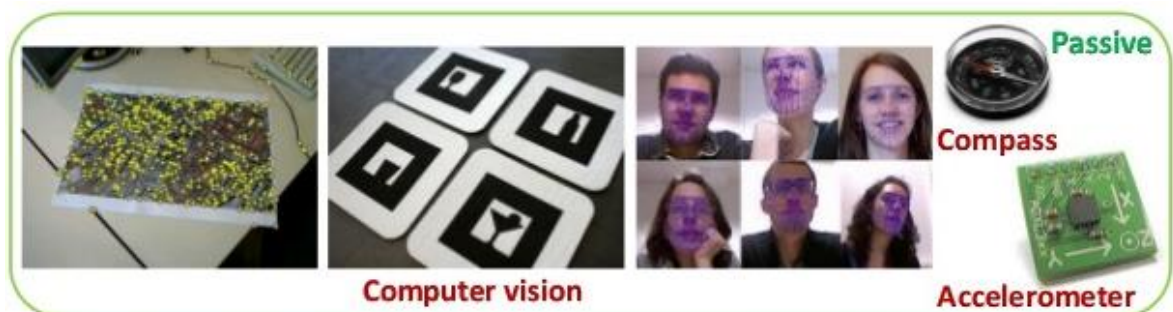 Passive
Compass
Computer vision
Accelerometer
X
Y
Z